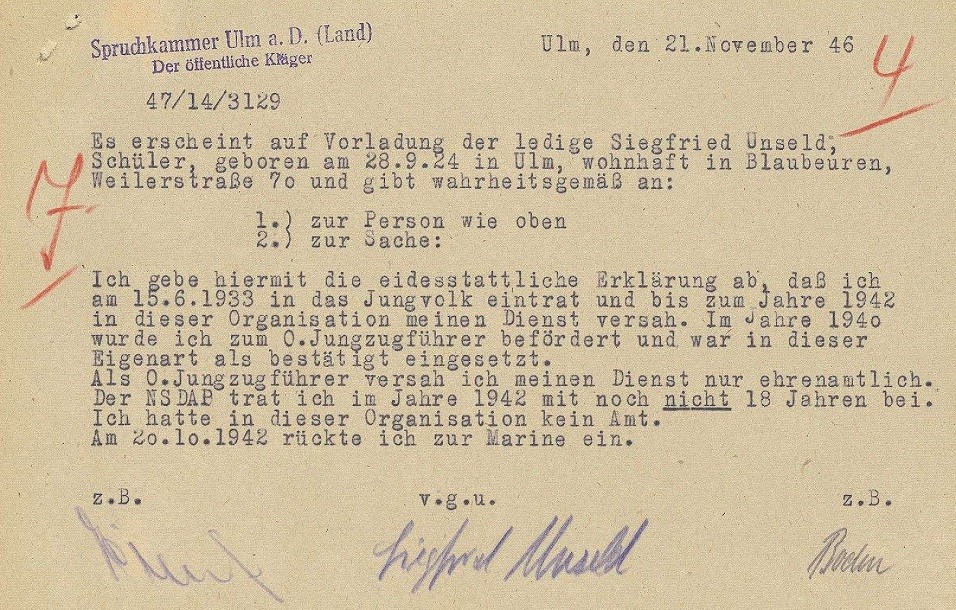 Spruchkammer Ulm a. D. (Land)
Der öffentliche Kläger
Ulm, den 21.November 46
4
47/14/3129
Es erscheint auf Vorladung der ledige Siegfried Unseld,
Schüler, geboren am 28.9.24 in Ulm, wohnhaft in Blaubeuren,
Weilerstraße 7o und gibt wahrheitsgemäß an:
7
1.) zur Person wie oben
2.) zur Sache:
Ich gebe hiermit die eidesstattliche Erklärung ab, daß ich
am 15.6.1933 in das Jungvolk eintrat und bis zum Jahre 1942
in dieser Organisation meinen Dienst versah. Im Jahre 194o
wurde ich zum O.Jungzugführer befördert und war in dieser
Eigenart als bestätigt eingesetzt.
Als O.Jungzugführer versah ich meinen Dienst nur ehrenamtlich.
Der NSDAP trat ich im Jahre 1942 mit noch nicht 18 Jahren bei.
Ich hatte in dieser Organisation kein Amt.
Am 2o.1o.1942 rückte ich zur Marine ein.
z.B. v.g.u. z.B.
Siegfried Unseld Boden